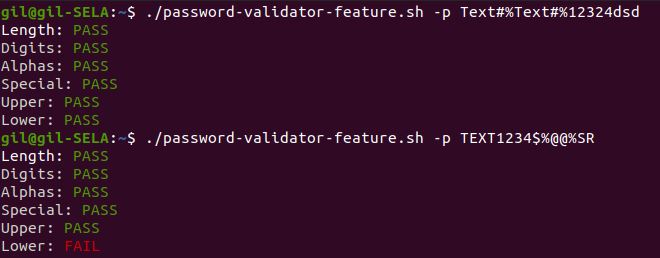 gil@gil-SELA:~$ ./password-validator-feature.sh -p Text#%Text#%12324dsd
Length: PASS
Digits: PASS
Alphas: PASS
Special: PASS
Upper: PASS
Lower: PASS
gil@gil-SELA:~$ ./password-validator-feature.sh -p TEXT1234$%@@%SR
Length: PASS
Digits: PASS
Alphas: PASS
Special: PASS
Upper: PASS
Lower: FAIL